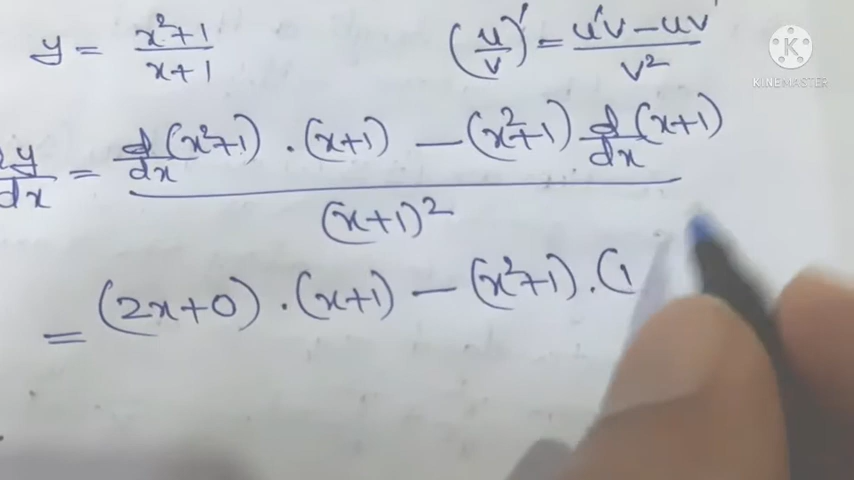 y = (x²+1)/(x+1)    (u/v)' = (u'v - uv')/v²
K
KINEMASTER
dy/dx = (d/dx (x²+1) · (x+1) — (x²+1) d/dx (x+1))/(x+1)²
= (2x+0) · (x+1) — (x²+1) · (1